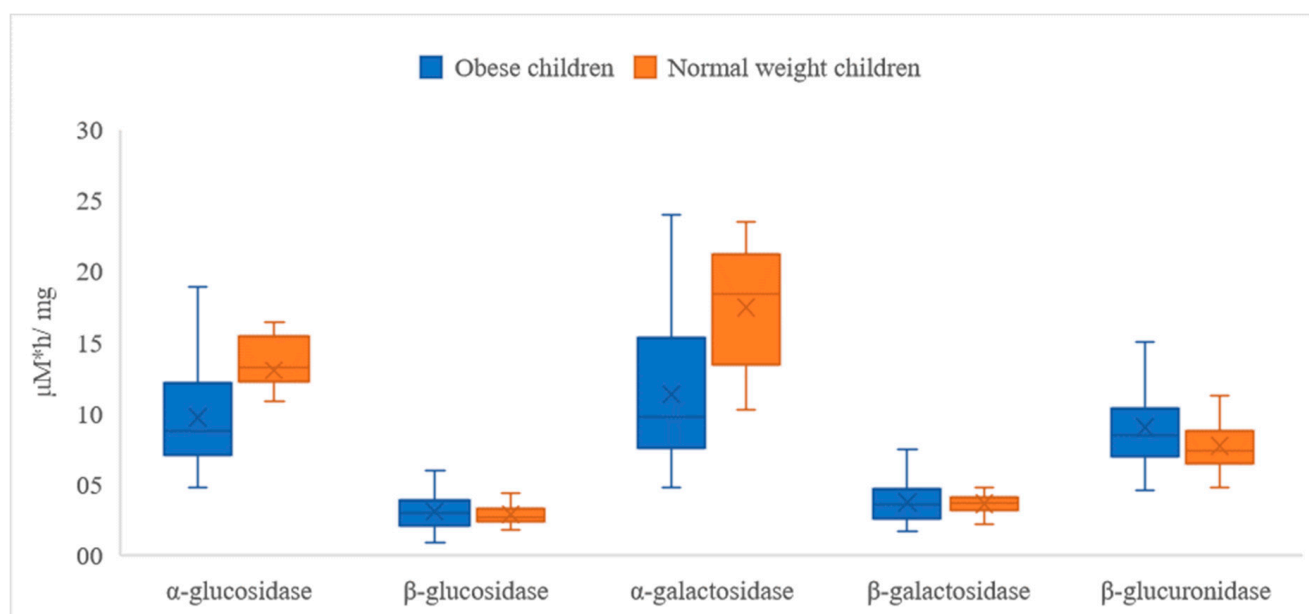 Obese children Normal weight children
30
25
20
15
10
05
00
µM*h/ mg
α-glucosidase β-glucosidase α-galactosidase β-galactosidase β-glucuronidase